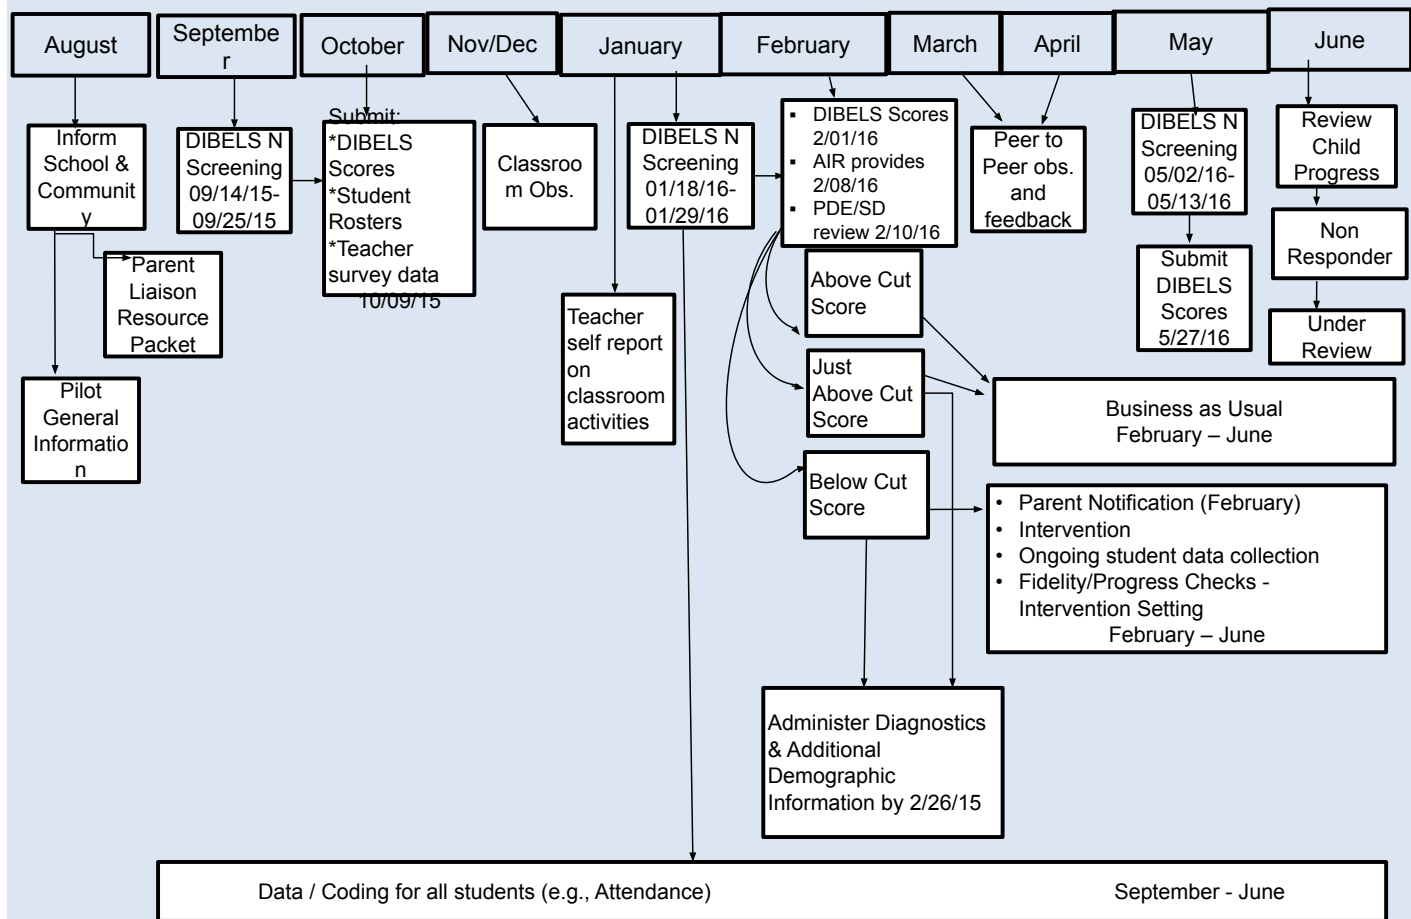 August
Septembe
r
October
Nov/Dec
January
February
March
April
May
June
Inform
School &
Communit
y
Parent
Liaison
Resource
Packet
Pilot
General
Informatio
n
DIBELS N
Screening
09/14/15-
09/25/15
Submit:
*DIBELS
Scores
*Student
Rosters
*Teacher
survey data
10/09/15
Classroo
m Obs.
Teacher
self report
on
classroom
activities
DIBELS N
Screening
01/18/16-
01/29/16
▪ DIBELS Scores
2/01/16
▪ AIR provides
2/08/16
▪ PDE/SD
review 2/10/16
Above Cut
Score
Just
Above Cut
Score
Below Cut
Score
Peer to
Peer obs.
and
feedback
DIBELS N
Screening
05/02/16-
05/13/16
Submit
DIBELS
Scores
5/27/16
Review
Child
Progress
Non
Responder
Under
Review
Business as Usual
February – June
• Parent Notification (February)
• Intervention
• Ongoing student data collection
• Fidelity/Progress Checks -
Intervention Setting
February – June
Administer Diagnostics
& Additional
Demographic
Information by 2/26/15
Data / Coding for all students (e.g., Attendance) September - June